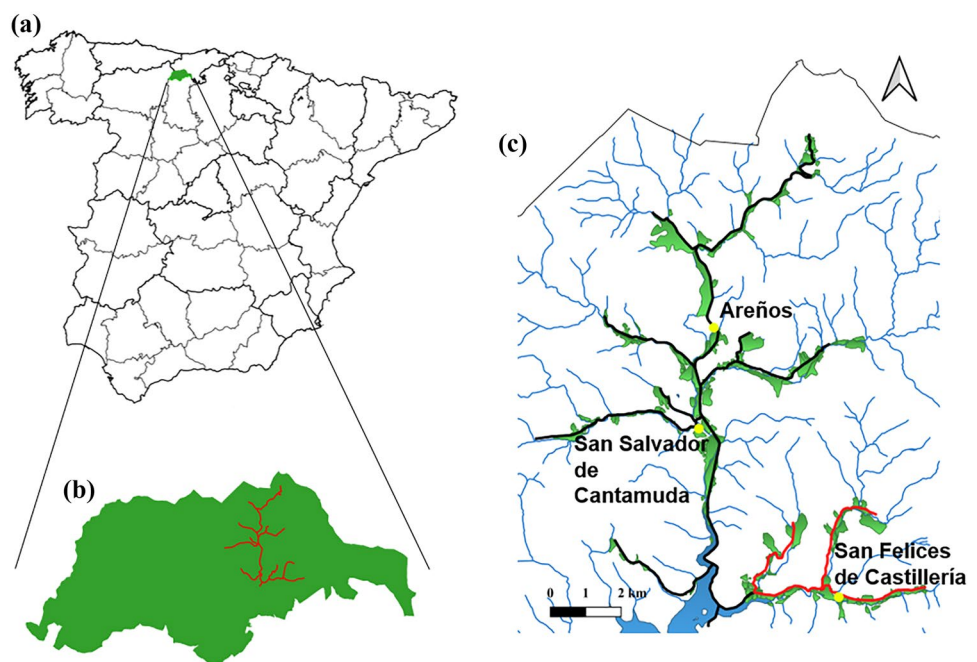 (a)
(b)
(c)
Areños
San Salvador
de
Cantamuda
San Felices
de Castillería
0 1 2 km